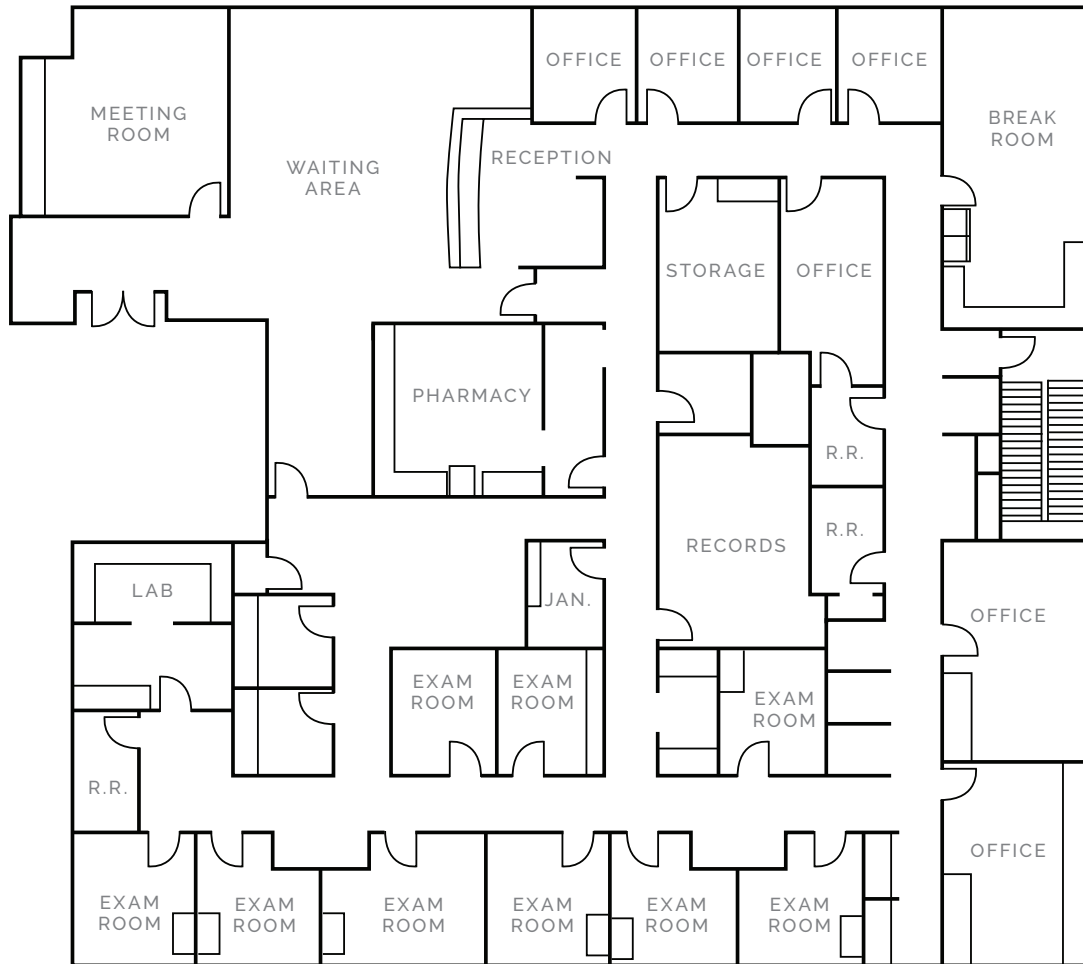 OFFICE
OFFICE
OFFICE
OFFICE
MEETING
ROOM
BREAK
ROOM
WAITING
AREA
RECEPTION
STORAGE
OFFICE
PHARMACY
R.R.
R.R.
RECORDS
LAB
JAN.
OFFICE
EXAM
ROOM
EXAM
ROOM
EXAM
ROOM
R.R.
OFFICE
EXAM
ROOM
EXAM
ROOM
EXAM
ROOM
EXAM
ROOM
EXAM
ROOM
EXAM
ROOM